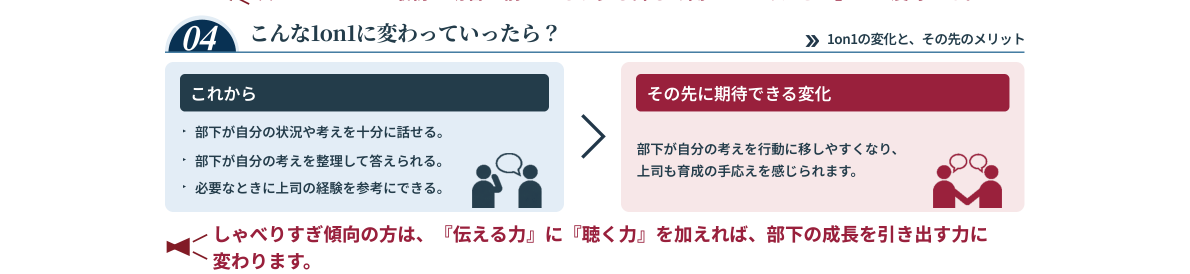 04 こんな1on1に変わっていったら？
1on1の変化と、その先のメリット
これから
・ 部下が自分の状況や考えを十分に話せる。
・ 部下が自分の考えを整理して答えられる。
・ 必要なときに上司の経験を参考にできる。
その先に期待できる変化
部下が自分の考えを行動に移しやすくなり、
上司も育成の手応えを感じられます。
しゃべりすぎ傾向の方は、『伝える力』に『聴く力』を加えれば、部下の成長を引き出す力に
変わります。